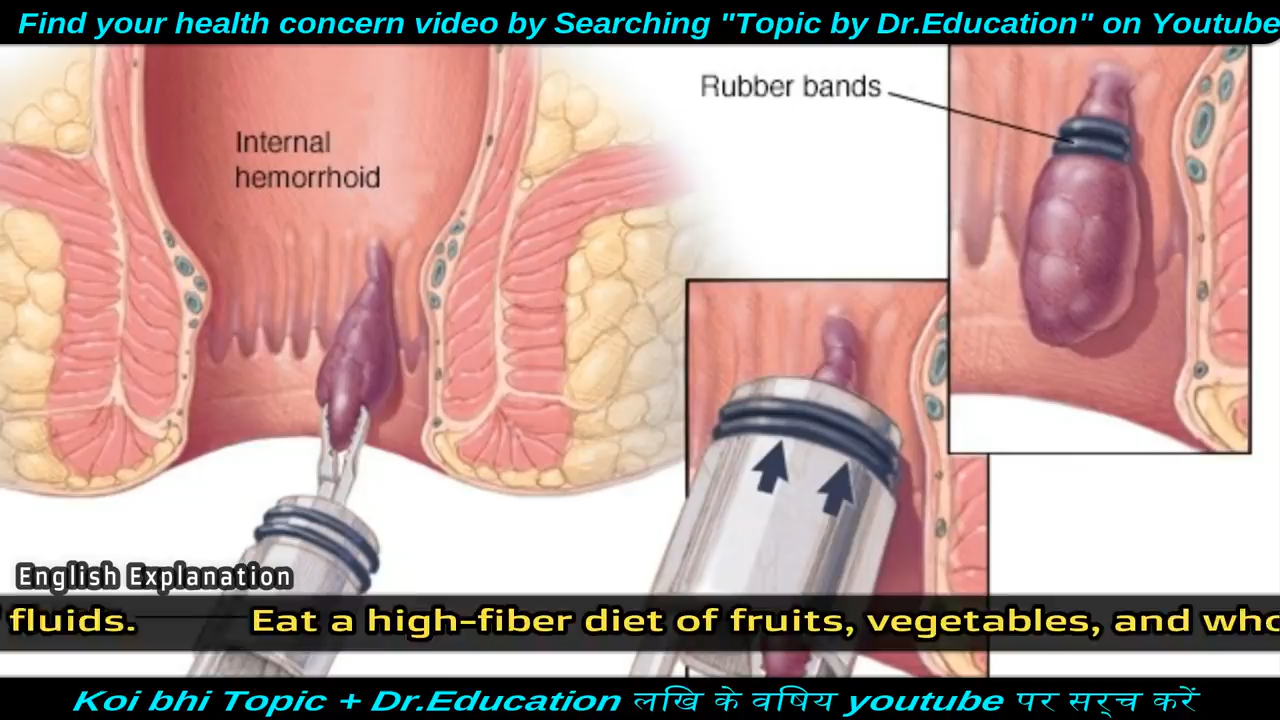 Find your health concern video by Searching "Topic by Dr.Education" on Youtube
Internal
hemorrhoid
Rubber bands
English Explanation
fluids. Eat a high-fiber diet of fruits, vegetables, and who
Koi bhi Topic + Dr.Education लखि के वषिय youtube पर सर्च करें